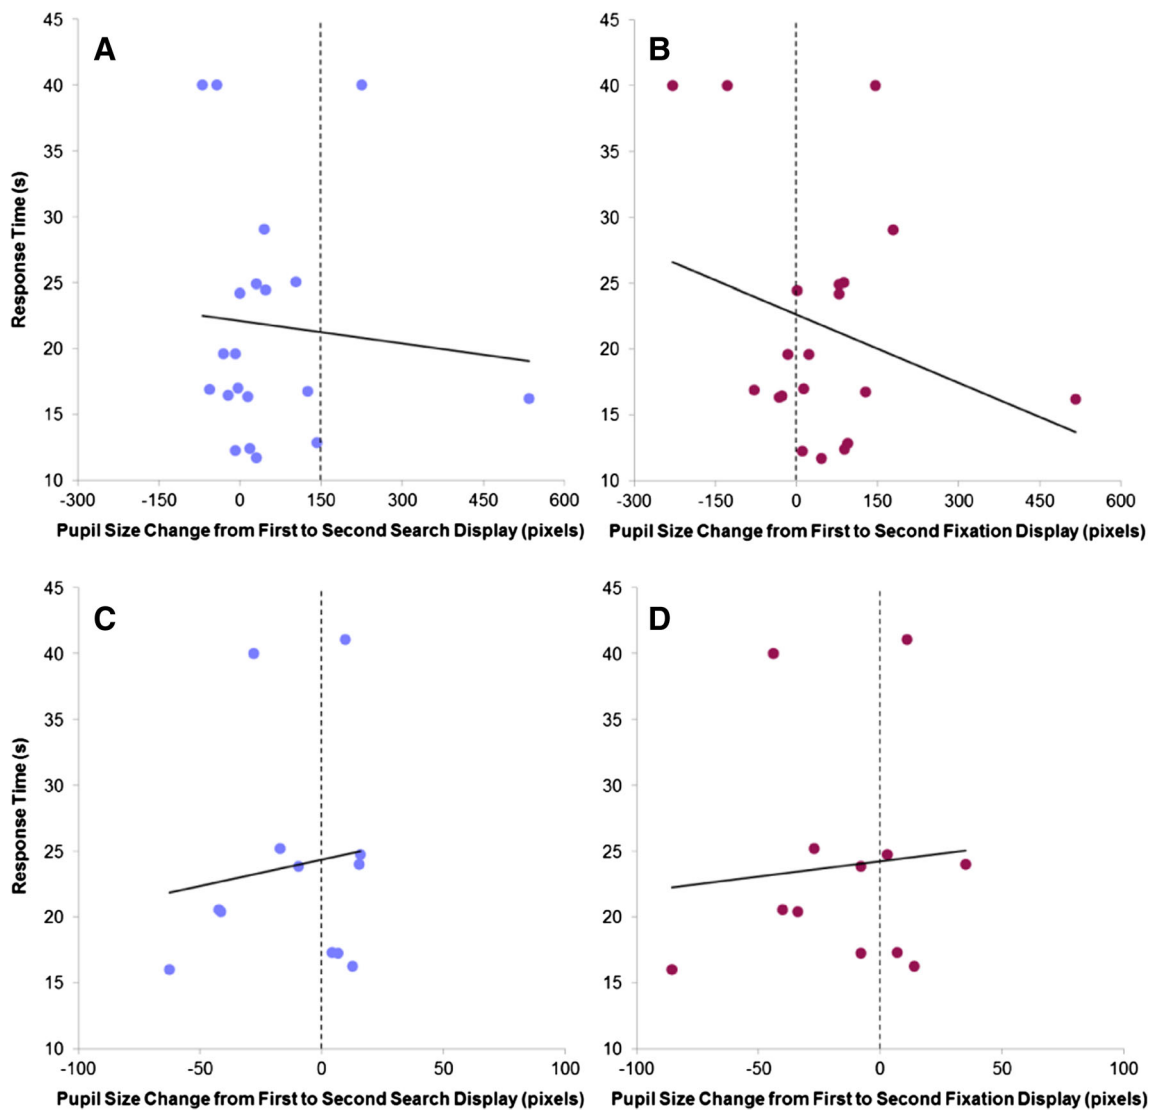 A
45
40
35
30
25
20
15
10
Response Time (s)
-300 -150 0 150 300 450 600
Pupil Size Change from First to Second Search Display (pixels)
B
45
40
35
30
25
20
15
10
-300 -150 0 150 300 450 600
Pupil Size Change from First to Second Fixation Display (pixels)
C
45
40
35
30
25
20
15
10
Response Time (s)
-100 -50 0 50 100
Pupil Size Change from First to Second Search Display (pixels)
D
45
40
35
30
25
20
15
10
-100 -50 0 50 100
Pupil Size Change from First to Second Fixation Display (pixels)